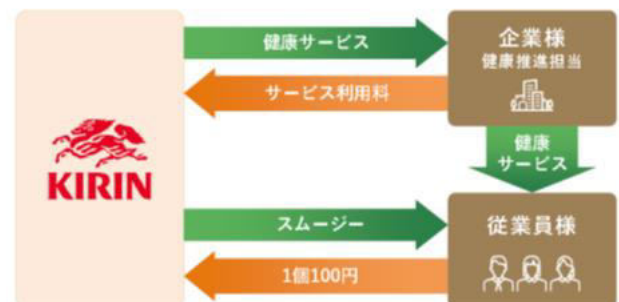 健康サービス
企業様
健康推進担当
サービス利用料
KIRIN
健康
サービス
スムージー
従業員様
1個100円